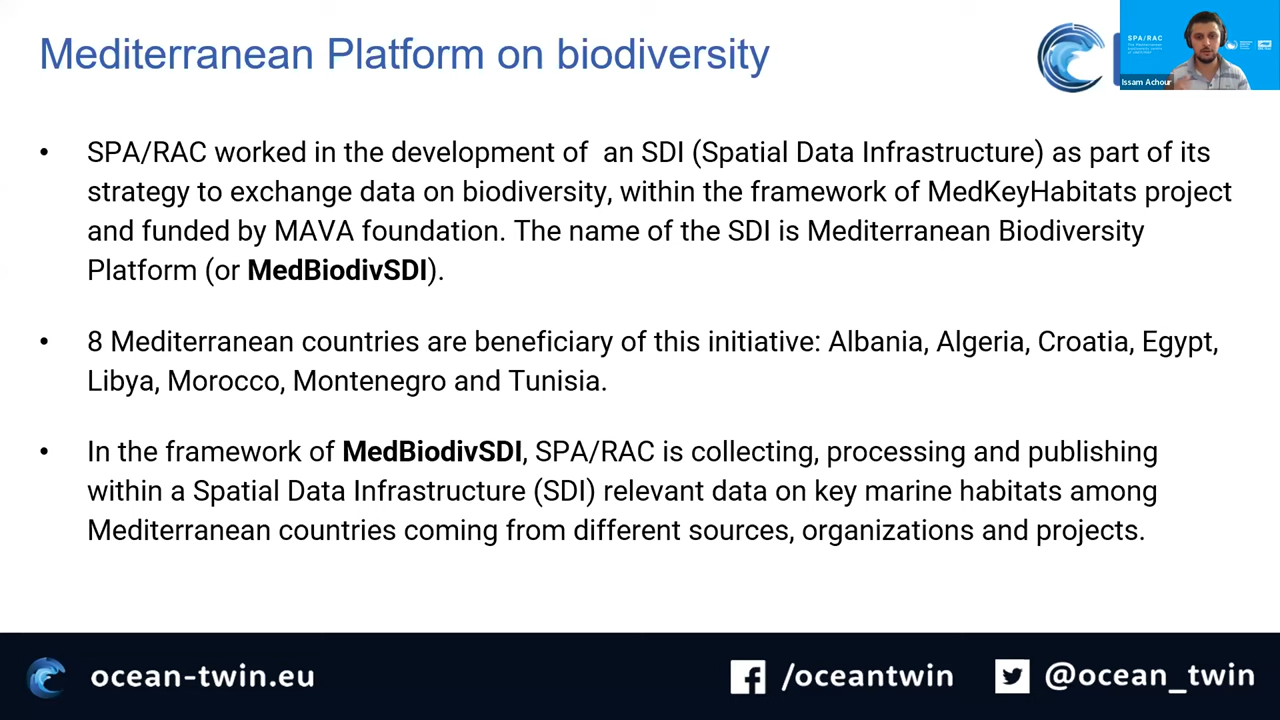 Mediterranean Platform on biodiversity
SPA/RAC
Issam Achour
• SPA/RAC worked in the development of an SDI (Spatial Data Infrastructure) as part of its
strategy to exchange data on biodiversity, within the framework of MedKeyHabitats project
and funded by MAVA foundation. The name of the SDI is Mediterranean Biodiversity
Platform (or MedBiodivSDI).
• 8 Mediterranean countries are beneficiary of this initiative: Albania, Algeria, Croatia, Egypt,
Libya, Morocco, Montenegro and Tunisia.
• In the framework of MedBiodivSDI, SPA/RAC is collecting, processing and publishing
within a Spatial Data Infrastructure (SDI) relevant data on key marine habitats among
Mediterranean countries coming from different sources, organizations and projects.
ocean-twin.eu
/oceantwin
@ocean_twin